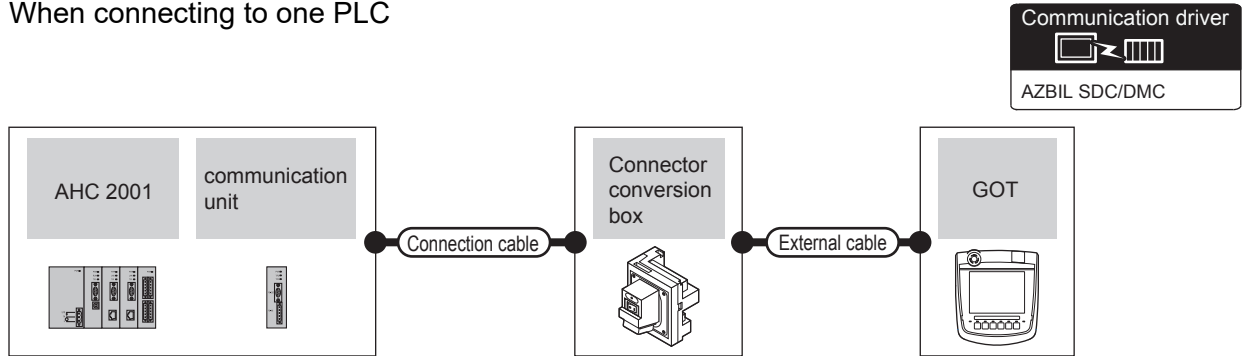 When connecting to one PLC
Communication driver
AZBIL SDC/DMC
AHC 2001
communication
unit
Connection cable
Connector
conversion
box
External cable
GOT